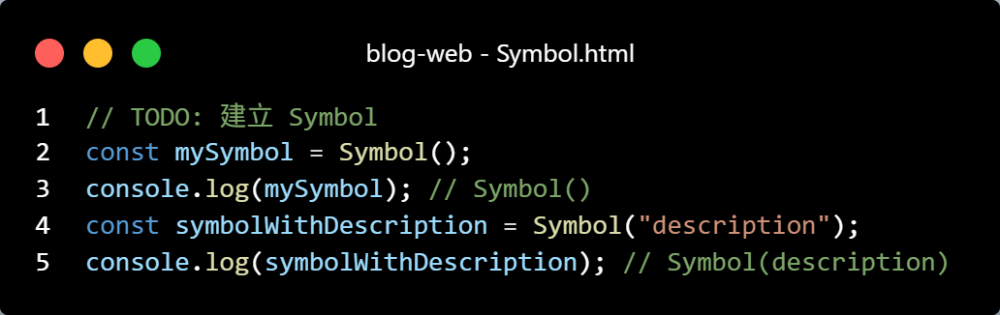 blog-web - Symbol.html
1 // TODO: 建立 Symbol
2 const mySymbol = Symbol();
3 console.log(mySymbol); // Symbol()
4 const symbolWithDescription = Symbol("description");
5 console.log(symbolWithDescription); // Symbol(description)